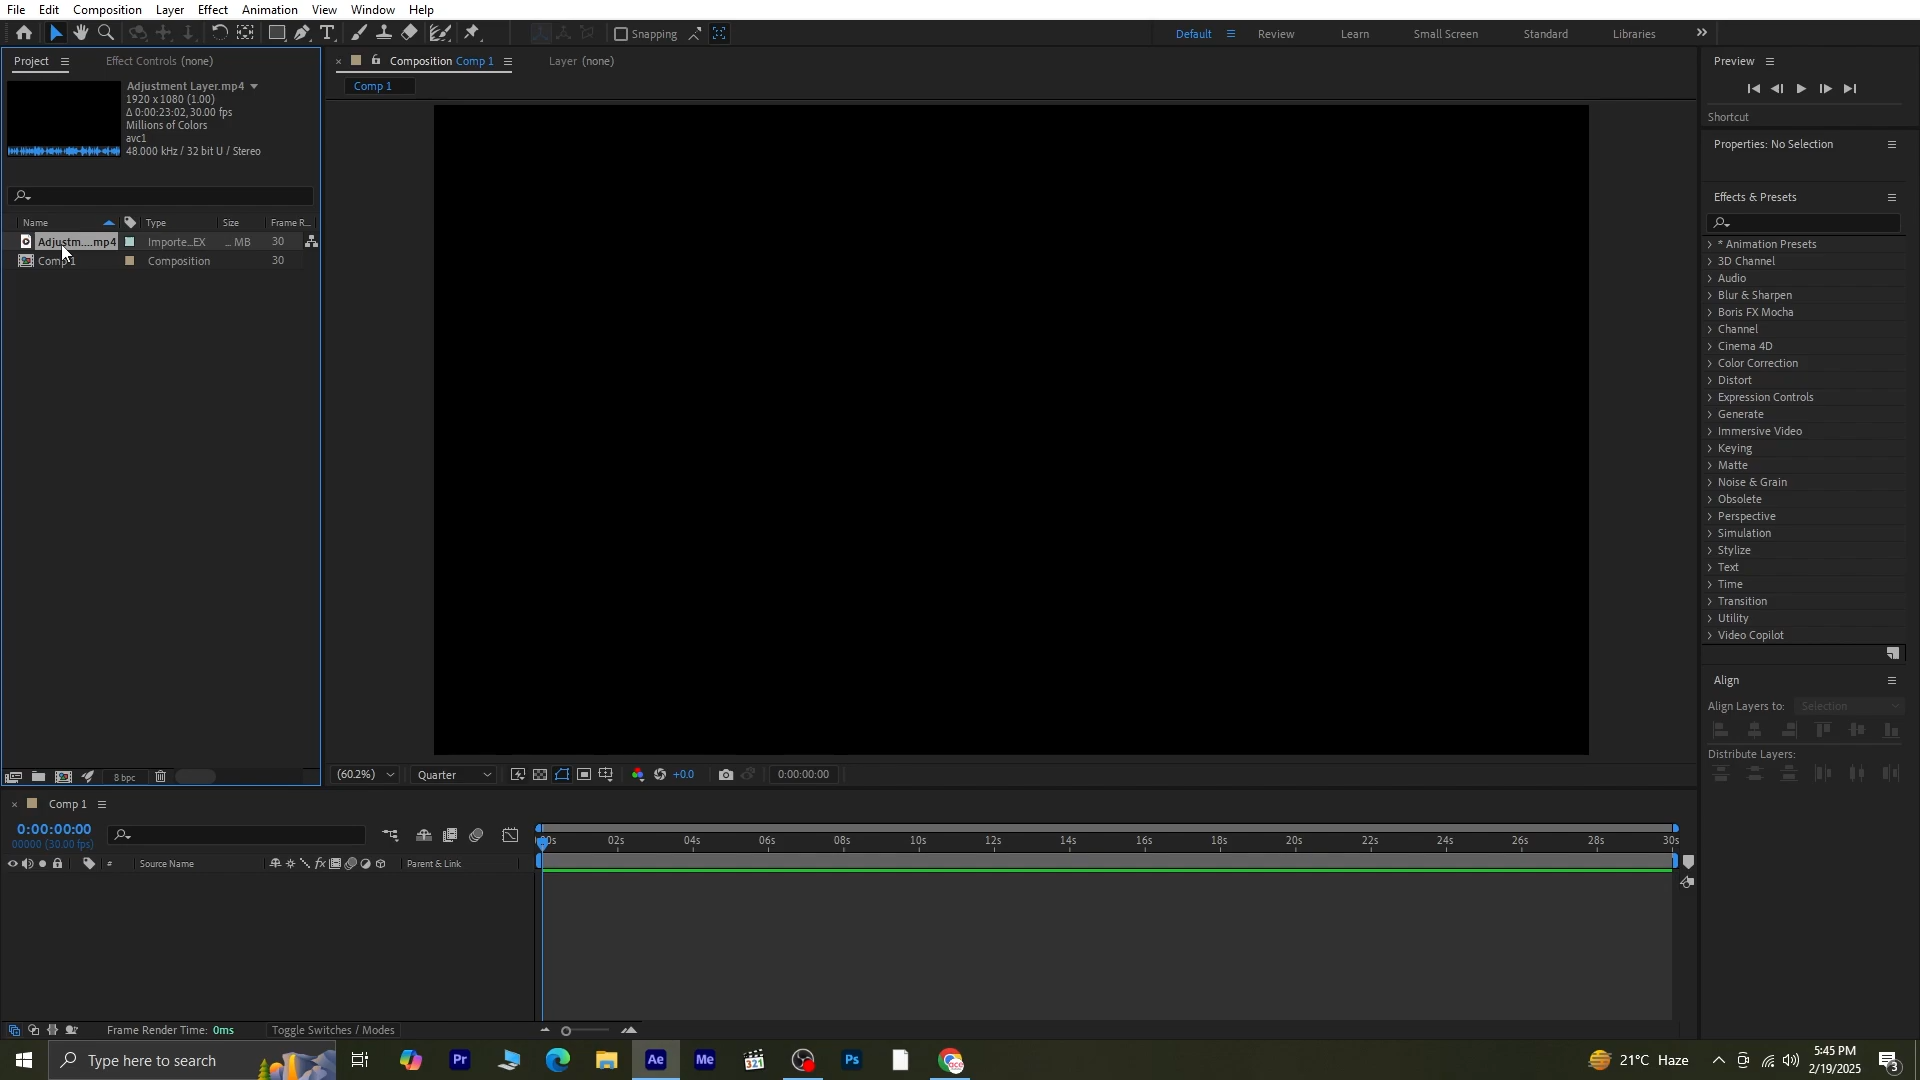 File Edit Composition Layer Effect Animation View Window Help
Snapping
Default Review Learn Small Screen Standard Libraries
Project Effect Controls (none)
Adjustment Layer.mp4
1920 x 1080 (1.00)
Δ 0:00:23:02, 30.00 fps
Millions of Colors
avc1
48.000 kHz / 32 bit U / Stereo
Name Type Size Frame R...
Adjustm....mp4 Importe...EX ... MB 30
Comp 1 Composition 30
8 bpc
Composition Comp 1 Layer (none)
Comp 1
(60.2%) Quarter +0.0 0:00:00:00
Preview
Shortcut
Properties: No Selection
Effects & Presets
* Animation Presets
3D Channel
Audio
Blur & Sharpen
Boris FX Mocha
Channel
Cinema 4D
Color Correction
Distort
Expression Controls
Generate
Immersive Video
Keying
Matte
Noise & Grain
Obsolete
Perspective
Simulation
Stylize
Text
Time
Transition
Utility
Video Copilot
Align
Align Layers to: Selection
Distribute Layers:
Comp 1
0:00:00:00
00000 (30.00 fps)
# Source Name fx Parent & Link
:00s 02s 04s 06s 08s 10s 12s 14s 16s 18s 20s 22s 24s 26s 28s 30s
Frame Render Time: 0ms Toggle Switches / Modes
Type here to search Pr Ae Me 321 Ps 21°C Haze 5:45 PM
2/19/2025 3